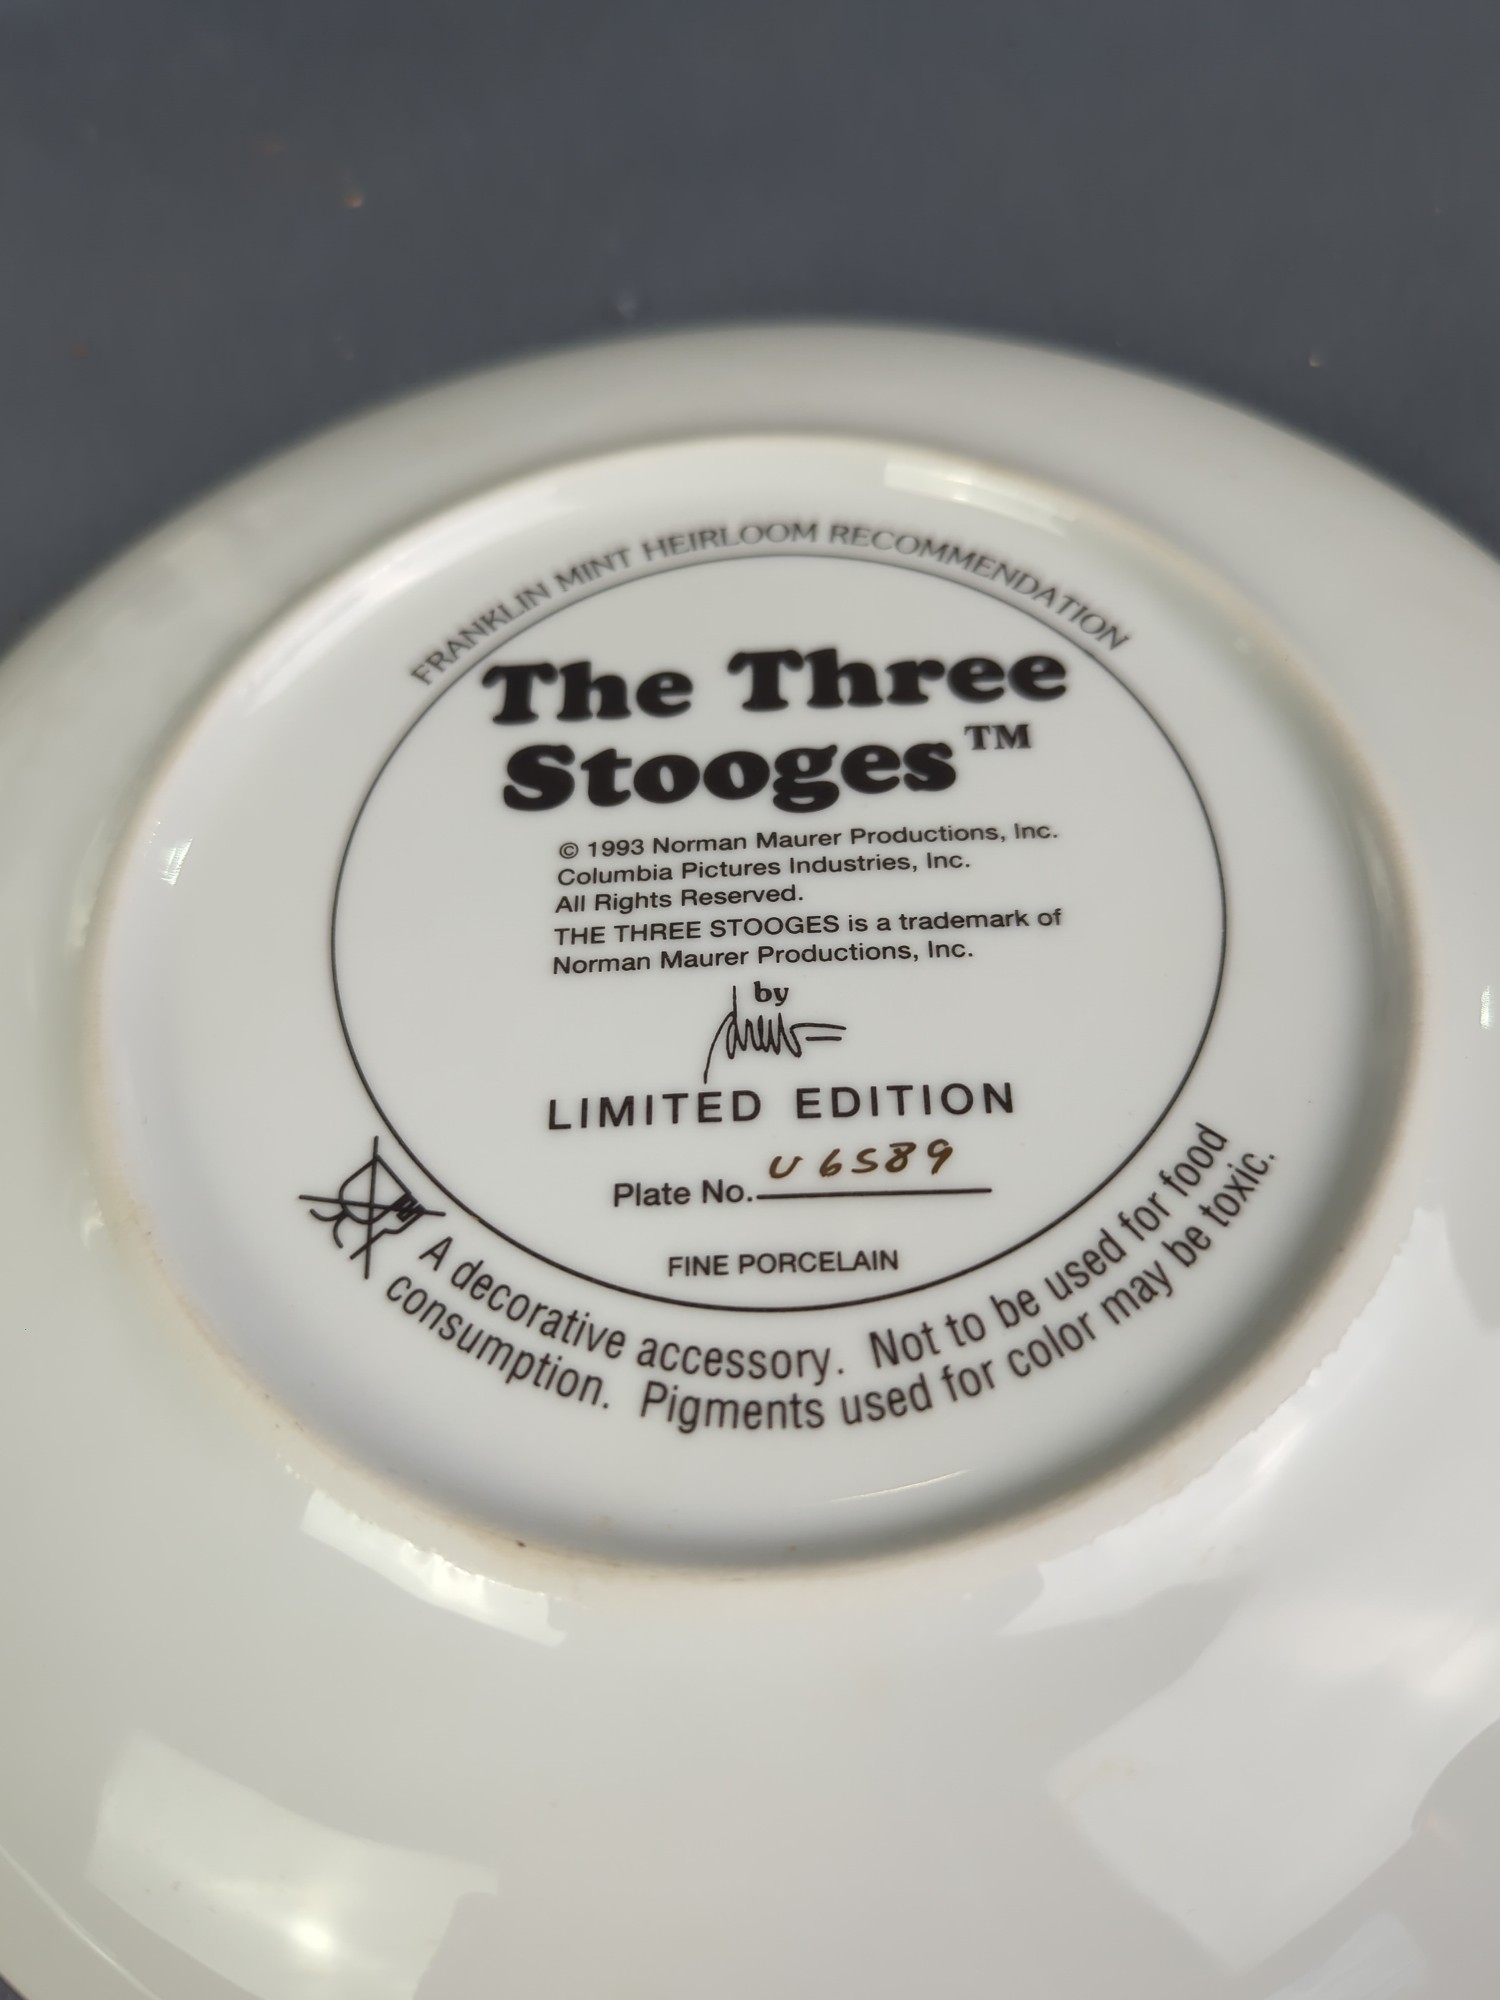 FRANKLIN MINT HEIRLOOM RECOMMENDATION
The Three
Stooges™
© 1993 Norman Maurer Productions, Inc.
Columbia Pictures Industries, Inc.
All Rights Reserved.
THE THREE STOOGES is a trademark of
Norman Maurer Productions, Inc.
by
LIMITED EDITION
Plate No. U6589
FINE PORCELAIN
A decorative accessory. Not to be used for food
consumption. Pigments used for color may be toxic.